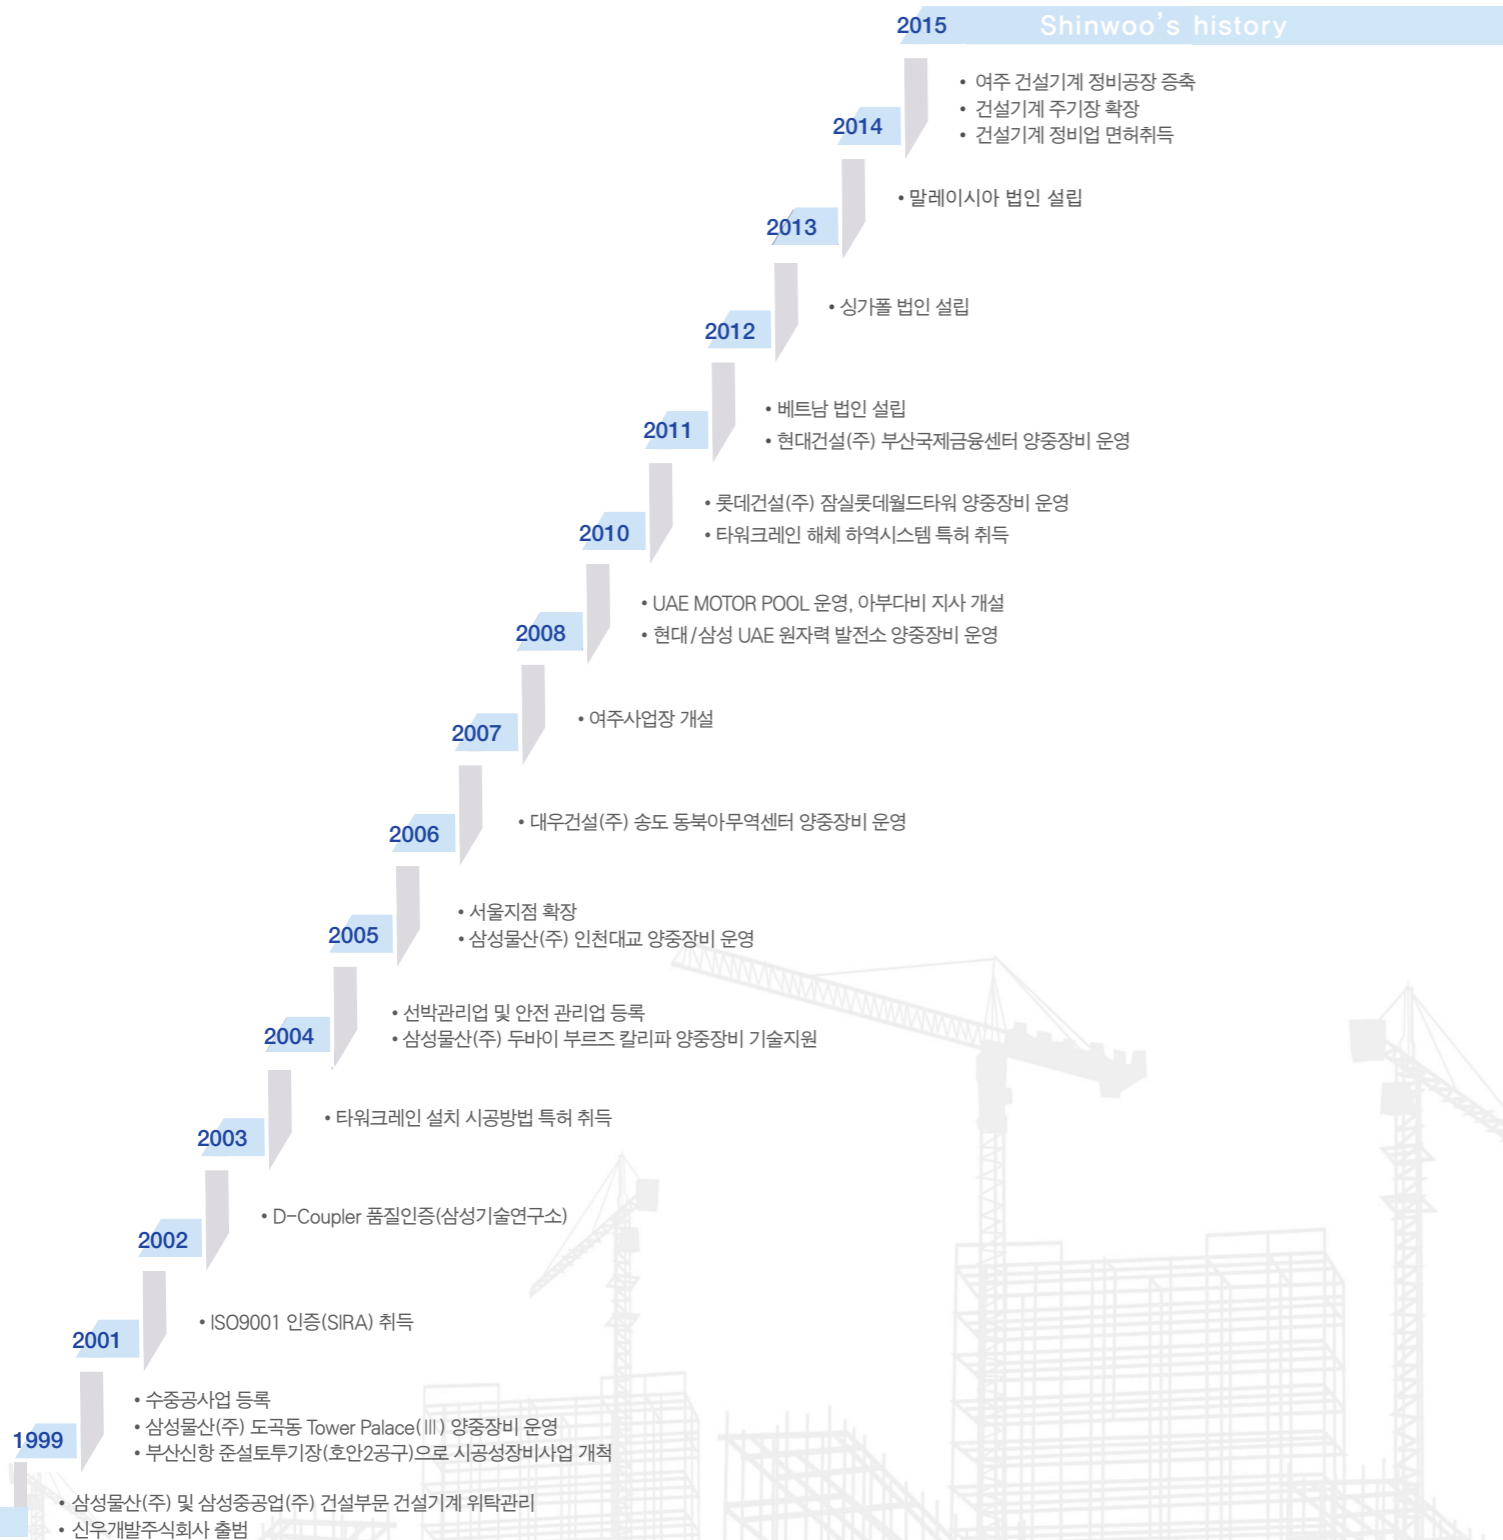 2015 Shinwoo's history
• 여주 건설기계 정비공장 증축
• 건설기계 주기장 확장
• 건설기계 정비업 면허취득
2014
• 말레이시아 법인 설립
2013
• 싱가폴 법인 설립
2012
• 베트남 법인 설립
• 현대건설(주) 부산국제금융센터 양중장비 운영
2011
• 롯데건설(주) 잠실롯데월드타워 양중장비 운영
• 타워크레인 해체 하역시스템 특허 취득
2010
• UAE MOTOR POOL 운영, 아부다비 지사 개설
• 현대/삼성 UAE 원자력 발전소 양중장비 운영
2008
• 여주사업장 개설
2007
• 대우건설(주) 송도 동북아무역센터 양중장비 운영
2006
• 서울지점 확장
• 삼성물산(주) 인천대교 양중장비 운영
2005
• 선박관리업 및 안전 관리업 등록
• 삼성물산(주) 두바이 부르즈 칼리파 양중장비 기술지원
2004
• 타워크레인 설치 시공방법 특허 취득
2003
• D-Coupler 품질인증(삼성기술연구소)
2002
• ISO9001 인증(SIRA) 취득
2001
• 수중공사업 등록
• 삼성물산(주) 도곡동 Tower Palace(Ⅲ) 양중장비 운영
• 부산신항 준설토투기장(호안2공구)으로 시공성장비사업 개척
1999
• 삼성물산(주) 및 삼성중공업(주) 건설부문 건설기계 위탁관리
• 신우개발주식회사 출범